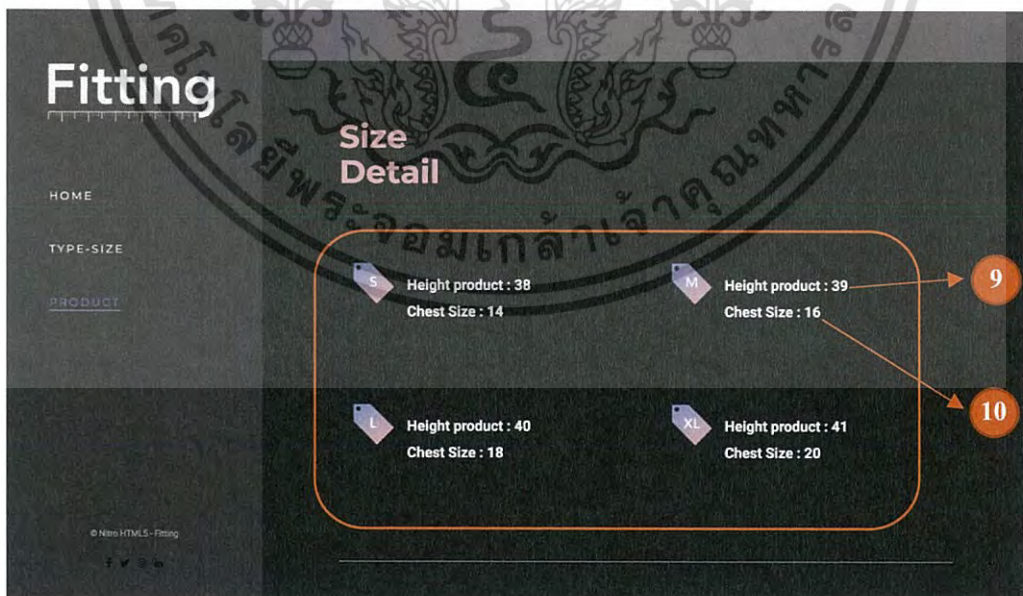 Fitting
HOME
TYPE-SIZE
PRODUCT
© Nitro HTML5 - Fitting
Size
Detail
S
Height product : 38
Chest Size : 14
M
Height product : 39
Chest Size : 16
L
Height product : 40
Chest Size : 18
XL
Height product : 41
Chest Size : 20
9
10